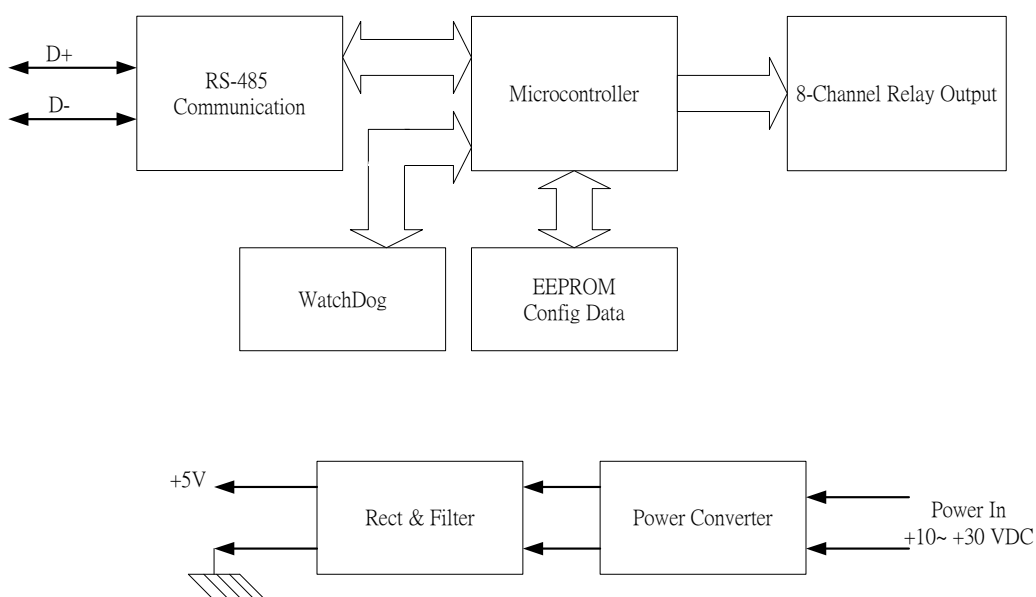 D+
D-
RS-485
Communication
Microcontroller
8-Channel Relay Output
WatchDog
EEPROM
Config Data
+5V
Rect & Filter
Power Converter
Power In
+10~ +30 VDC